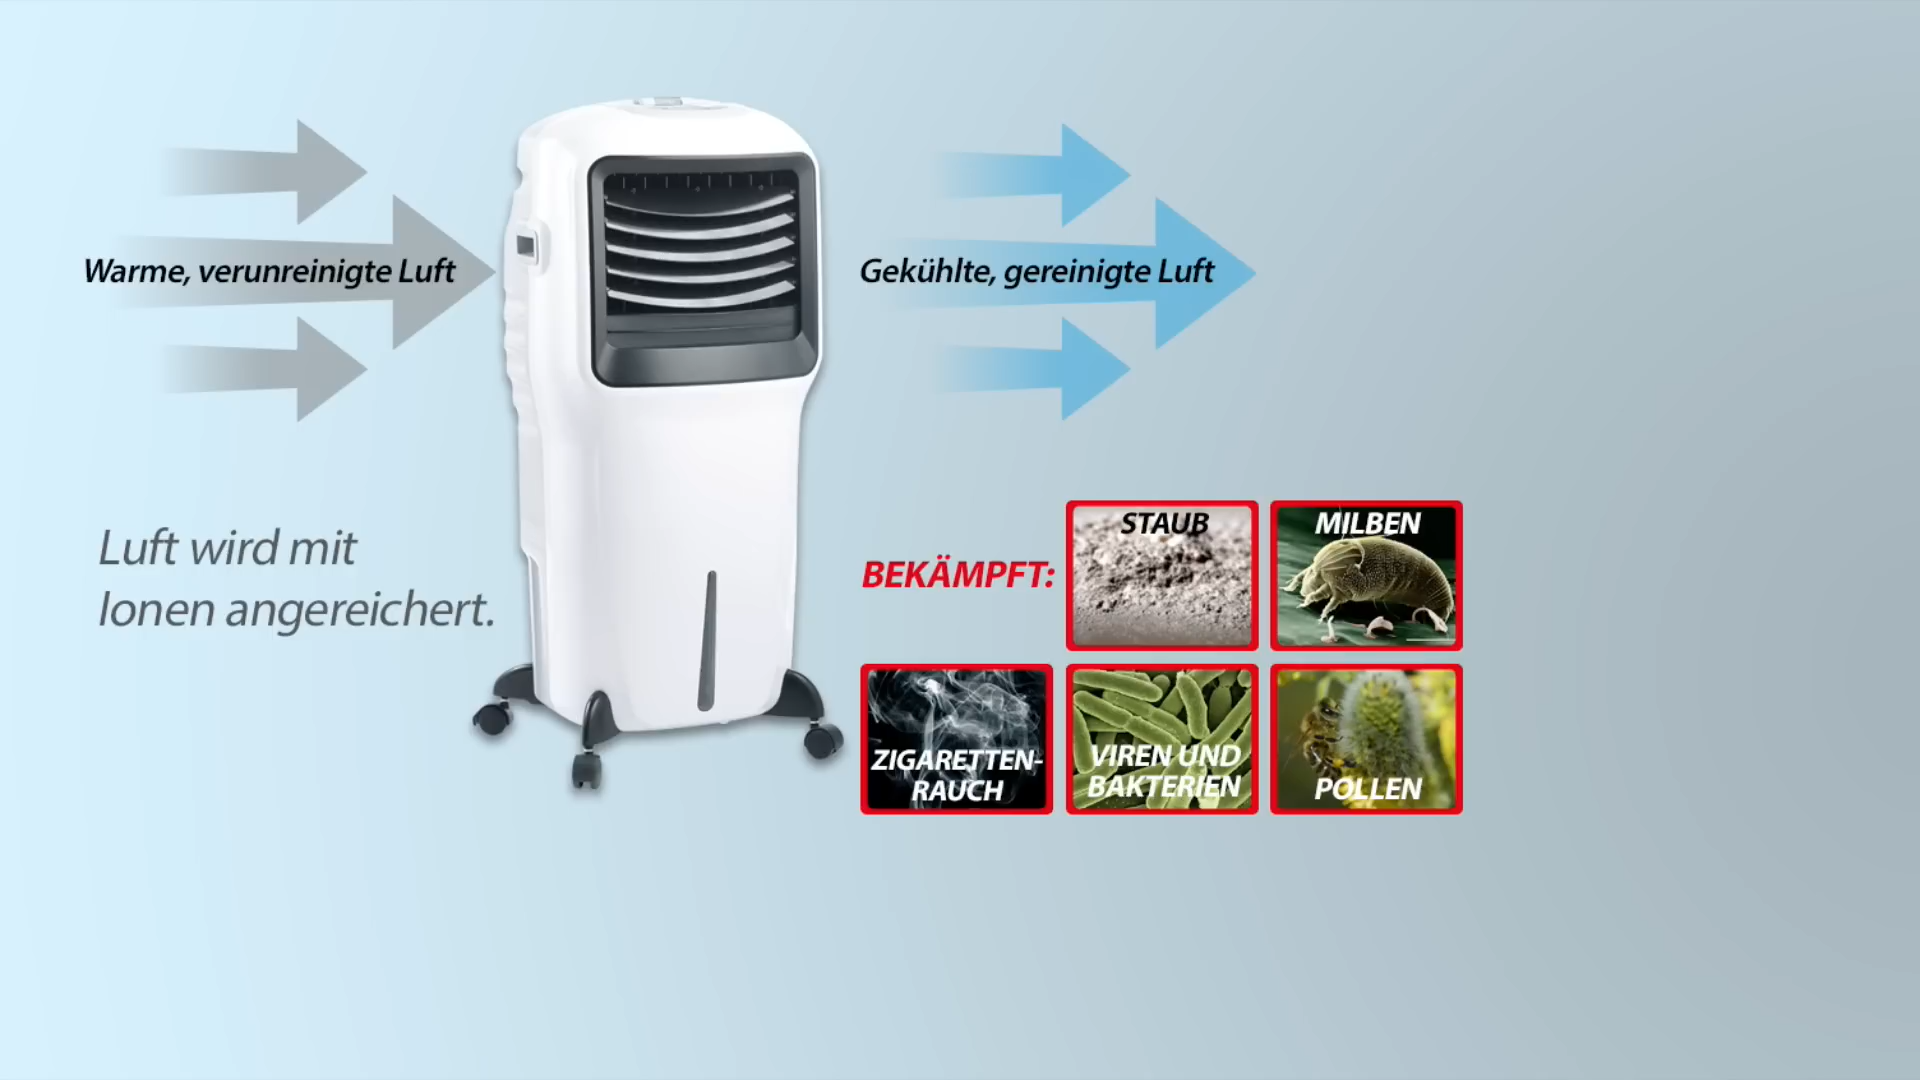 Warme, verunreinigte Luft
Gekühlte, gereinigte Luft
Luft wird mit
Ionen angereichert.
BEKÄMPFT:
STAUB
MILBEN
ZIGARETTEN-
RAUCH
VIREN UND
BAKTERIEN
POLLEN